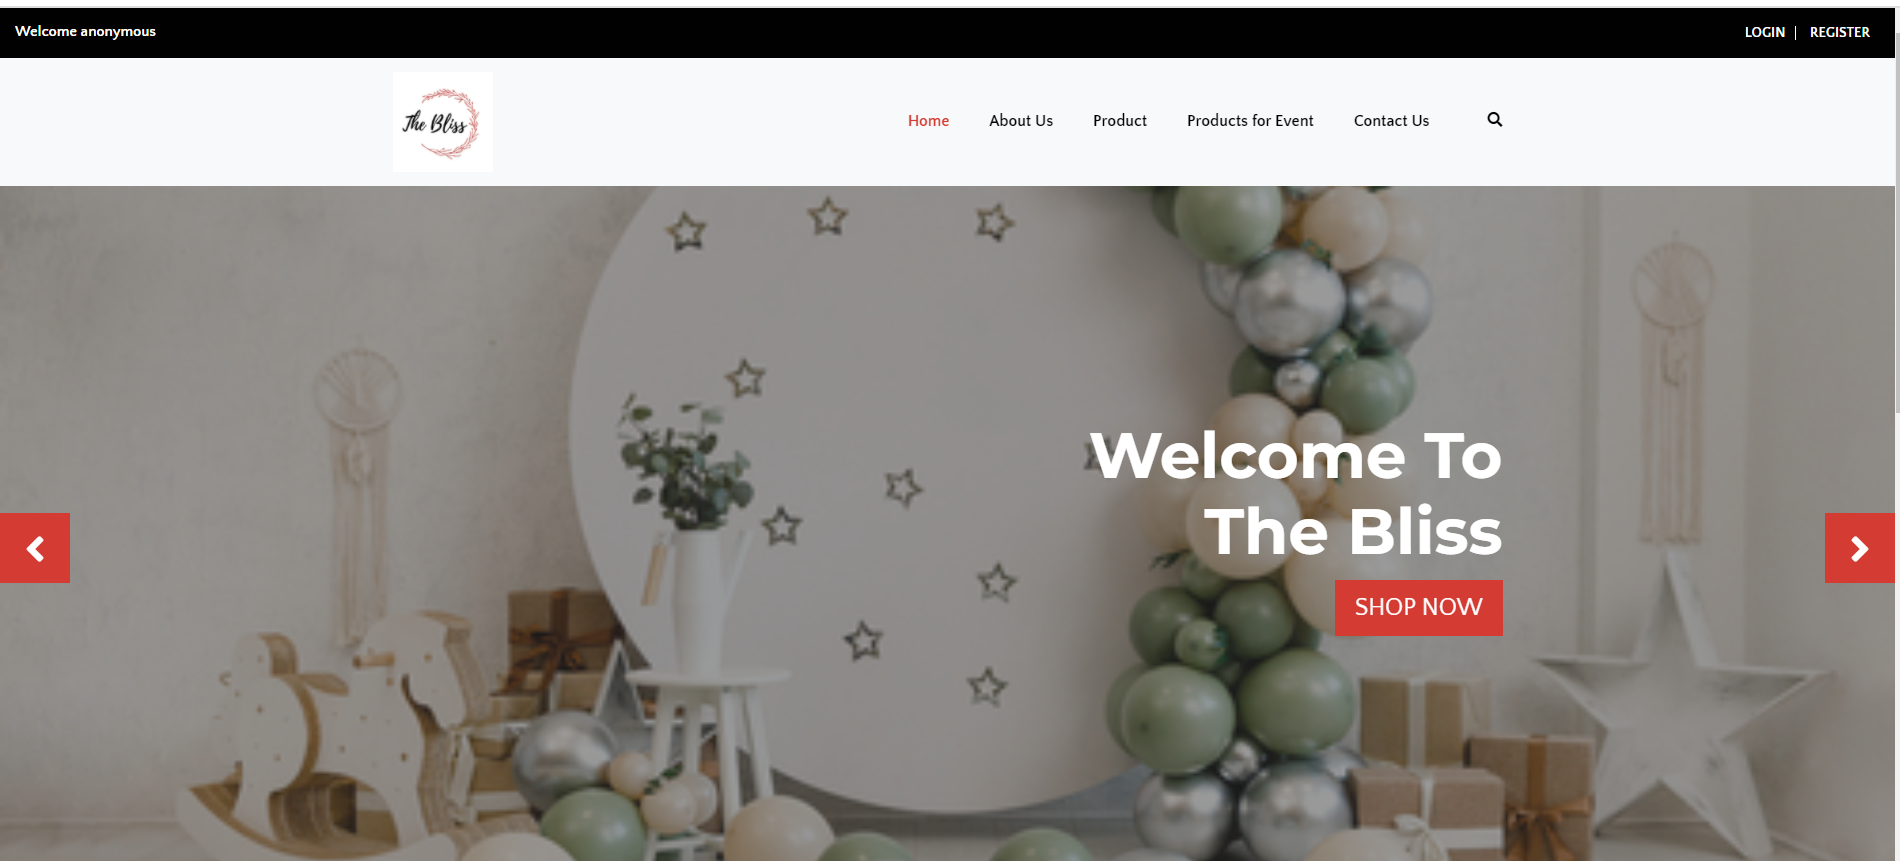 Welcome anonymous
LOGIN | REGISTER
The Bliss
Home
About Us
Product
Products for Event
Contact Us
Welcome To
The Bliss
SHOP NOW